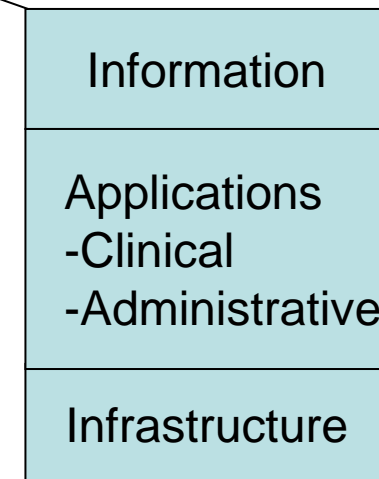 Information
Applications
-Clinical
-Administrative
Infrastructure